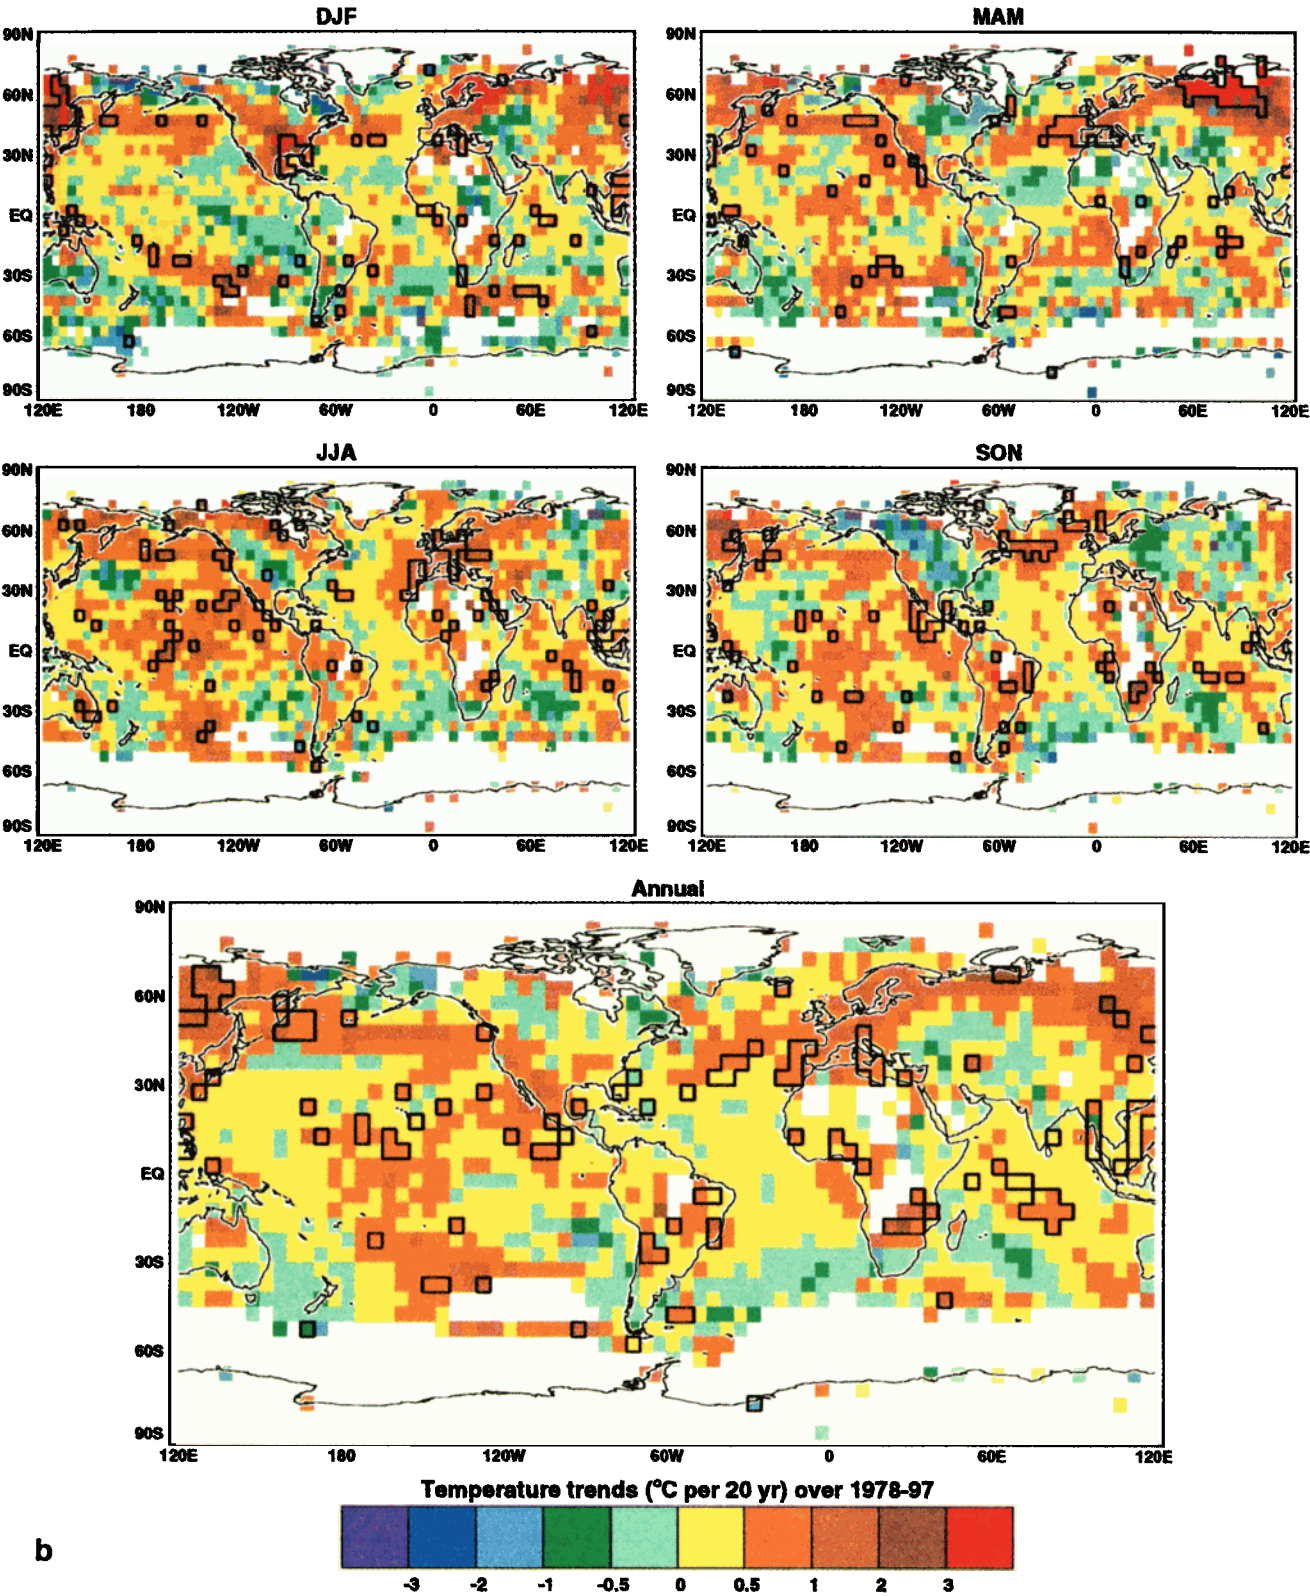 DJF
MAM
90N
60N
30N
EQ
30S
60S
90S
120E 180 120W 60W 0 60E 120E
90N
60N
30N
EQ
30S
60S
90S
120E 180 120W 60W 0 60E 120E
JJA
SON
90N
60N
30N
EQ
30S
60S
90S
120E 180 120W 60W 0 60E 120E
90N
60N
30N
EQ
30S
60S
90S
120E 180 120W 60W 0 60E 120E
Annual
90N
60N
30N
EQ
30S
60S
90S
120E 180 120W 60W 0 60E 120E
Temperature trends (°C per 20 yr) over 1978-97
b
-3 -2 -1 -0.5 0 0.5 1 2 3